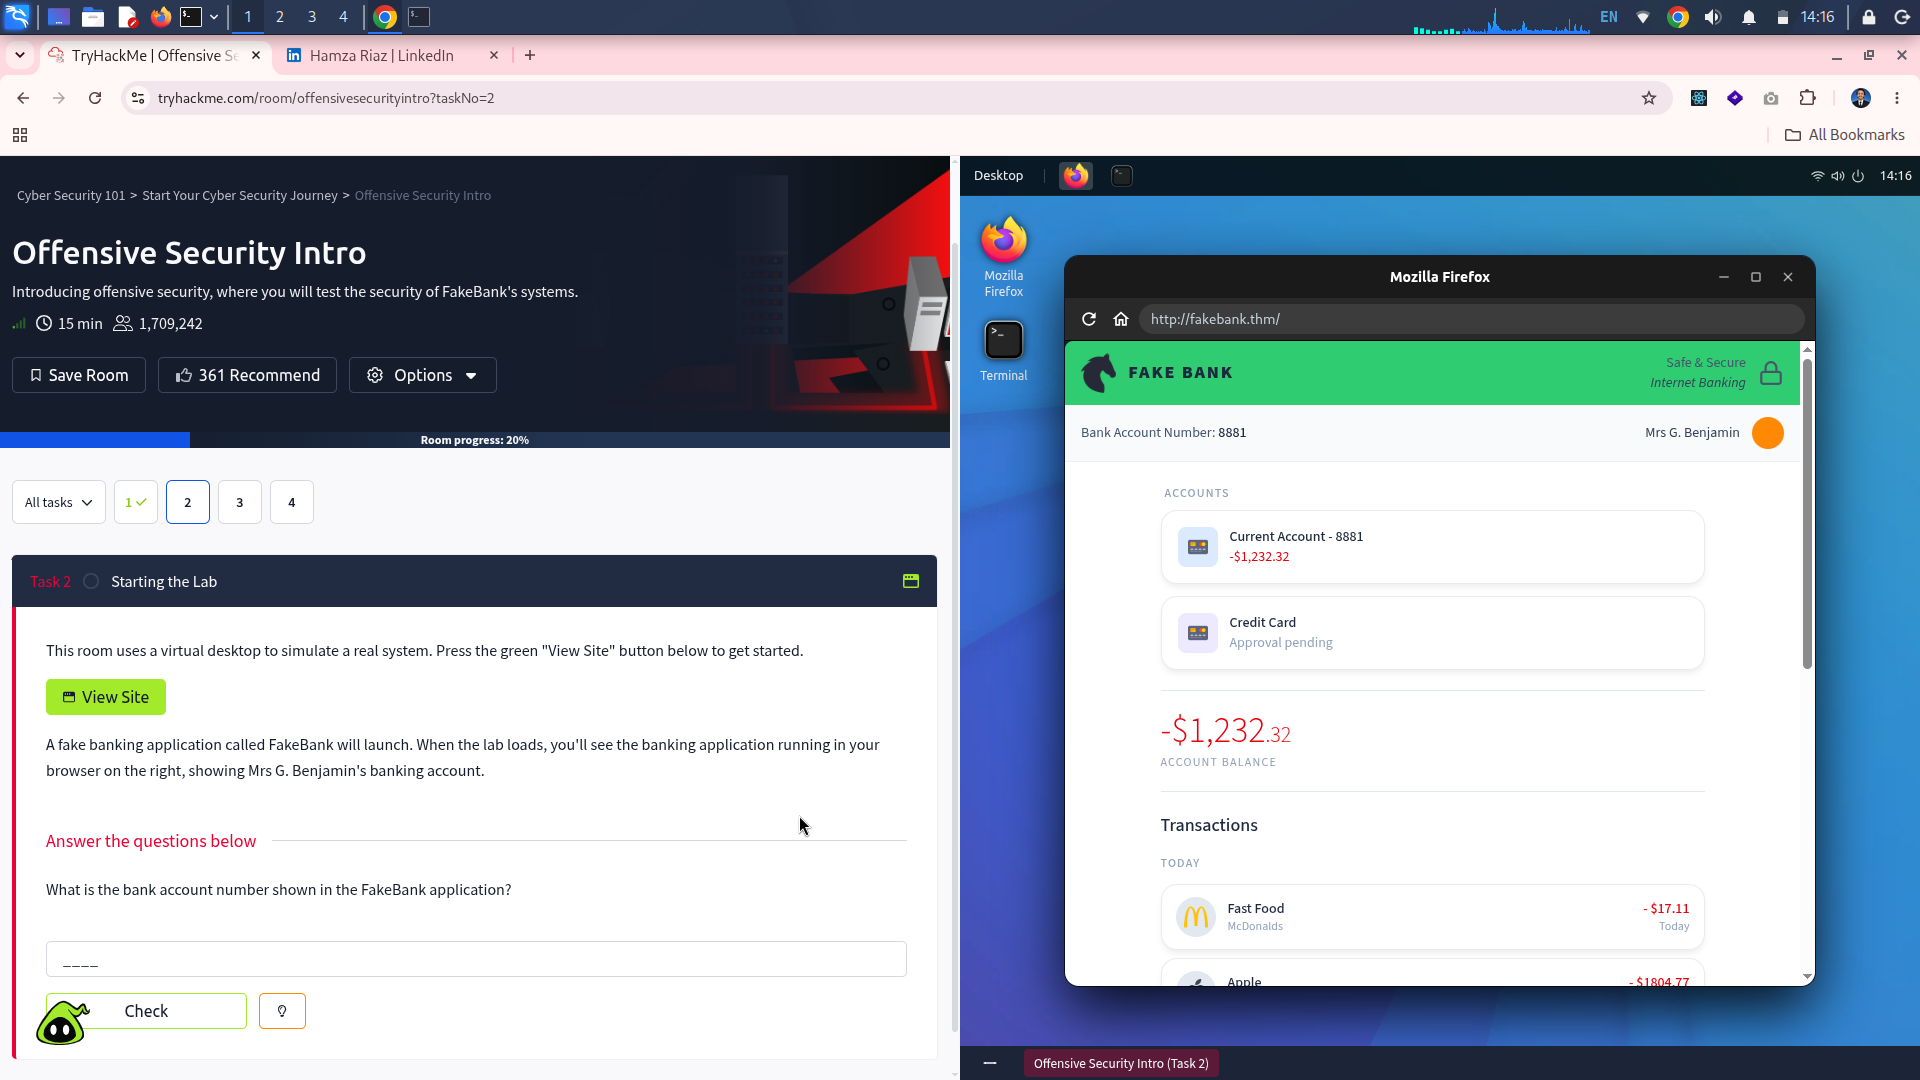 1 2 3 4 EN 14:16
TryHackMe | Offensive Se
Hamza Riaz | LinkedIn
tryhackme.com/room/offensivesecurityintro?taskNo=2
All Bookmarks
Cyber Security 101 > Start Your Cyber Security Journey > Offensive Security Intro
Offensive Security Intro
Introducing offensive security, where you will test the security of FakeBank's systems.
15 min 1,709,242
Save Room 361 Recommend Options
Room progress: 20%
All tasks 1 2 3 4
Task 2 Starting the Lab
This room uses a virtual desktop to simulate a real system. Press the green "View Site" button below to get started.
View Site
A fake banking application called FakeBank will launch. When the lab loads, you'll see the banking application running in your
browser on the right, showing Mrs G. Benjamin's banking account.
Answer the questions below
What is the bank account number shown in the FakeBank application?
____
Check
Desktop 14:16
Mozilla
Firefox
Terminal
Mozilla Firefox
http://fakebank.thm/
FAKE BANK
Safe & Secure
Internet Banking
Bank Account Number: 8881 Mrs G. Benjamin
ACCOUNTS
Current Account - 8881
-$1,232.32
Credit Card
Approval pending
-$1,232.32
ACCOUNT BALANCE
Transactions
TODAY
Fast Food - $17.11
McDonalds Today
Apple - $1804.77
Offensive Security Intro (Task 2)